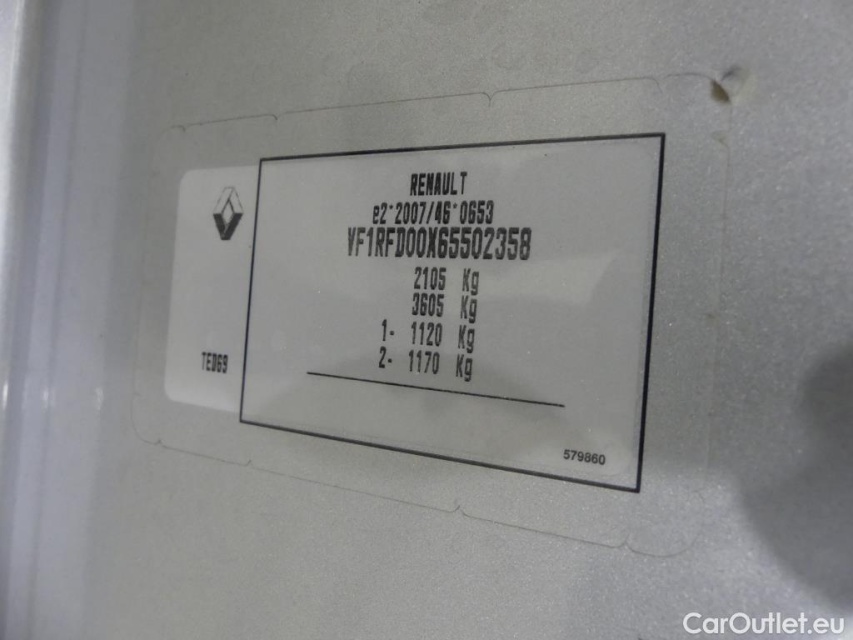 RENAULT
e2*2007/46*0653
VF1RFD00X65502358
2105 Kg
3605 Kg
1- 1120 Kg
2- 1170 Kg
TED69
579860
CarOutlet.eu